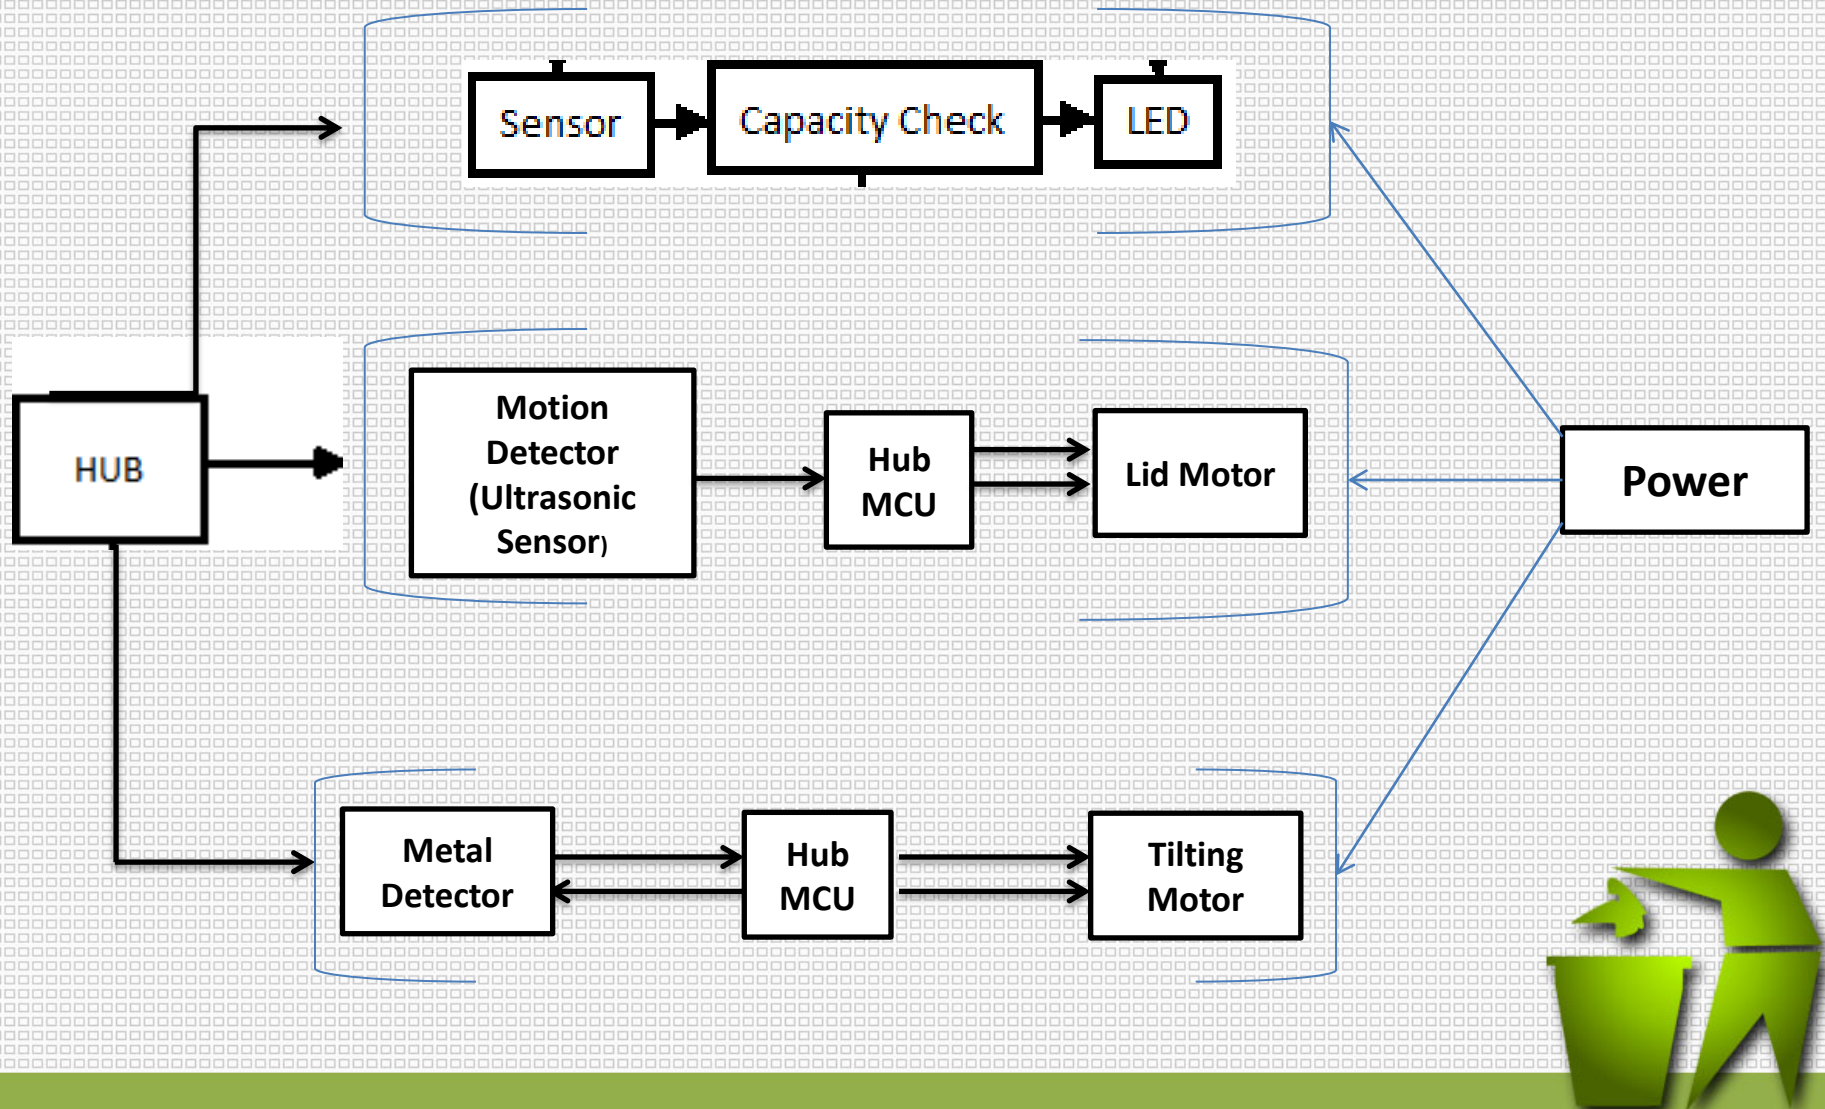 Sensor
Capacity Check
LED
HUB
Motion
Detector
(Ultrasonic
Sensor)
Hub
MCU
Lid Motor
Power
Metal
Detector
Hub
MCU
Tilting
Motor